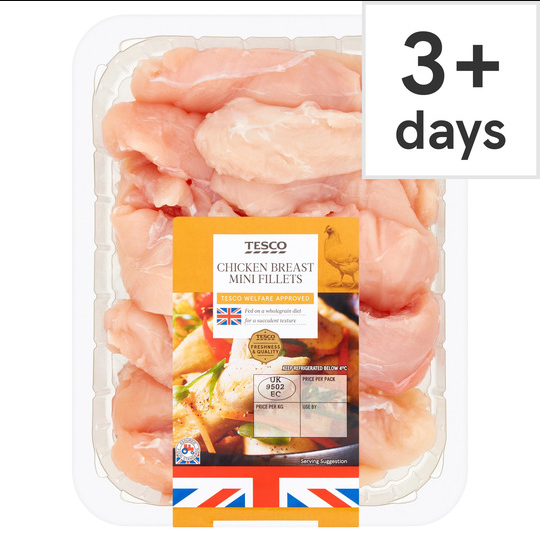 3+
days
TESCO
CHICKEN BREAST
MINI FILLETS
TESCO WELFARE APPROVED
Fed on a wholegrain diet
for a succulent texture
TESCO
FRESHNESS
& QUALITY
KEEP REFRIGERATED BELOW 4°C
UK
9502
EC
PRICE PER PACK
PRICE PER KG
USE BY
Serving Suggestion